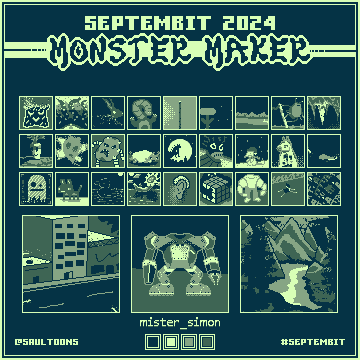 SEPTEMBIT 2024
MONSTER MAKER
mister_simon
@SAULTOONS
#SEPTEMBIT